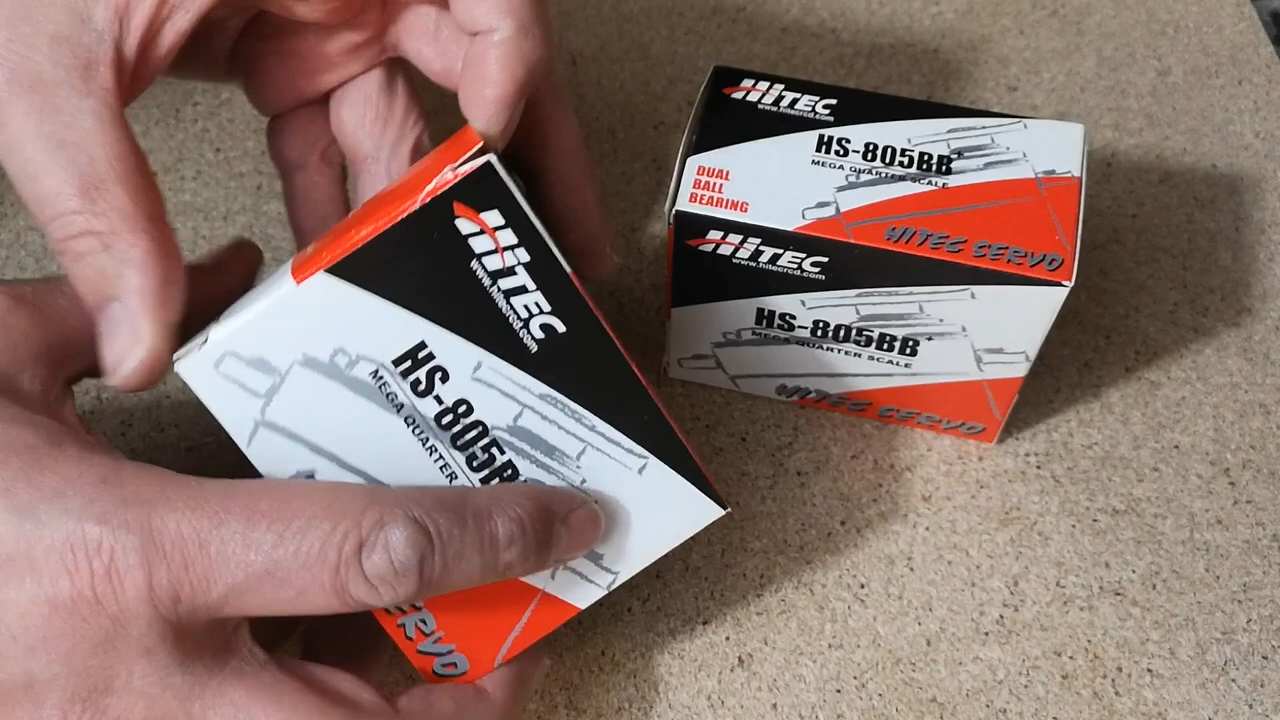 HiTEC
www.hitecrcd.com
HS-805B
MEGA QUARTER
ERVO
HiTEC
www.hitecrcd.com
HS-805BB+
MEGA QUARTER SCALE
DUAL
BALL
BEARING
HITEC SERVO
HiTEC
www.hitecrcd.com
HS-805BB+
MEGA QUARTER SCALE
HITEC SERVO